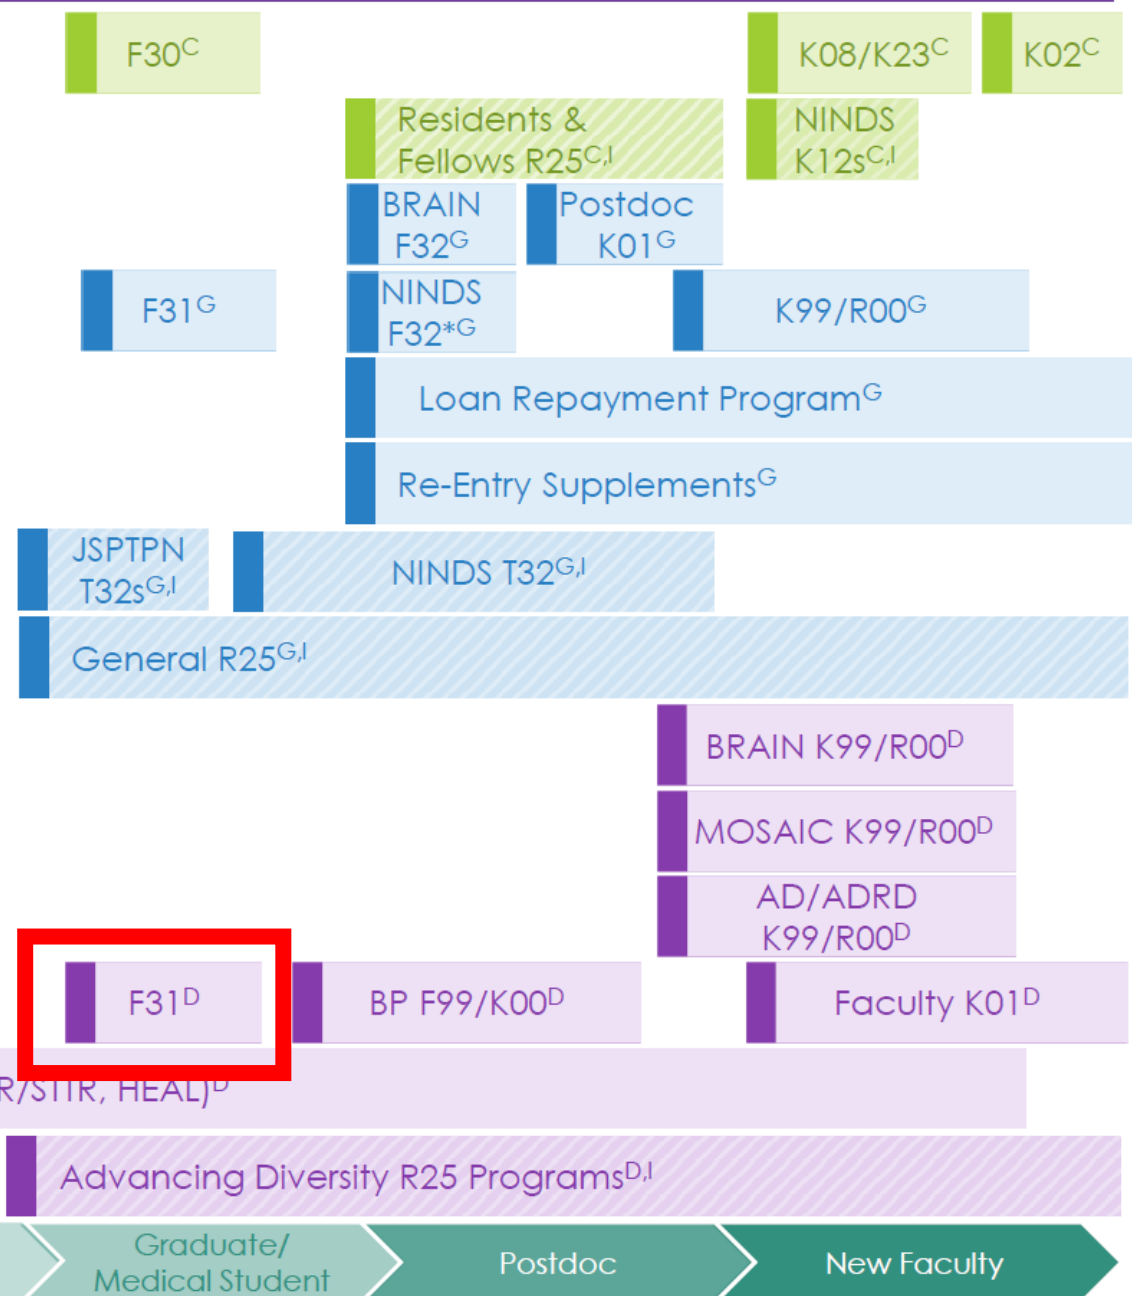 F30C
K08/K23C
K02C
Residents &
Fellows R25C,I
NINDS
K12sC,I
BRAIN
F32G
Postdoc
K01G
F31G
NINDS
F32*G
K99/R00G
Loan Repayment ProgramG
Re-Entry SupplementsG
JSPTPN
T32sG,I
NINDS T32G,I
General R25G,I
BRAIN K99/R00D
MOSAIC K99/R00D
AD/ADRD
K99/R00D
F31D
BP F99/K00D
Faculty K01D
R/STTR, HEAL)D
Advancing Diversity R25 ProgramsD,I
Graduate/
Medical Student
Postdoc
New Faculty